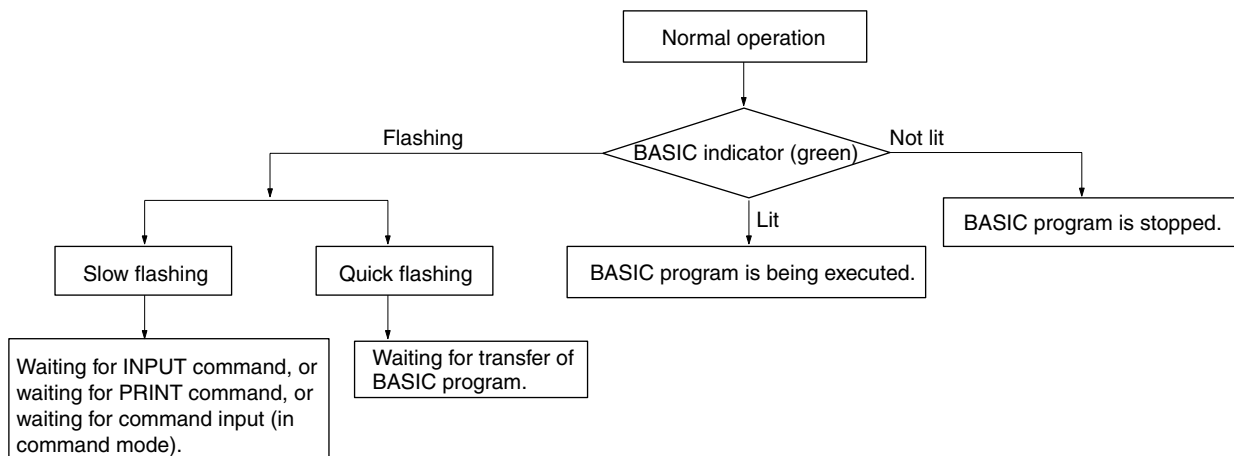 Normal operation
Flashing
BASIC indicator (green)
Not lit
Lit
BASIC program is stopped.
Slow flashing
Quick flashing
BASIC program is being executed.
Waiting for INPUT command, or
waiting for PRINT command, or
waiting for command input (in
command mode).
Waiting for transfer of
BASIC program.